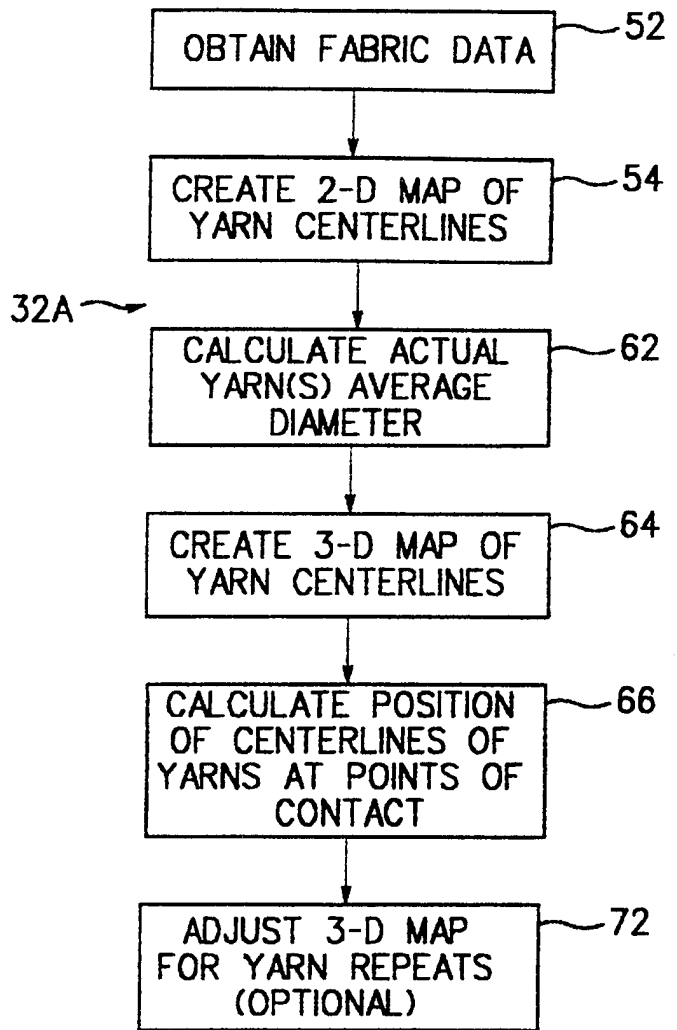 OBTAIN FABRIC DATA
52
CREATE 2-D MAP OF
YARN CENTERLINES
54
32A
CALCULATE ACTUAL
YARN(S) AVERAGE
DIAMETER
62
CREATE 3-D MAP OF
YARN CENTERLINES
64
CALCULATE POSITION
OF CENTERLINES OF
YARNS AT POINTS OF
CONTACT
66
ADJUST 3-D MAP
FOR YARN REPEATS
(OPTIONAL)
72